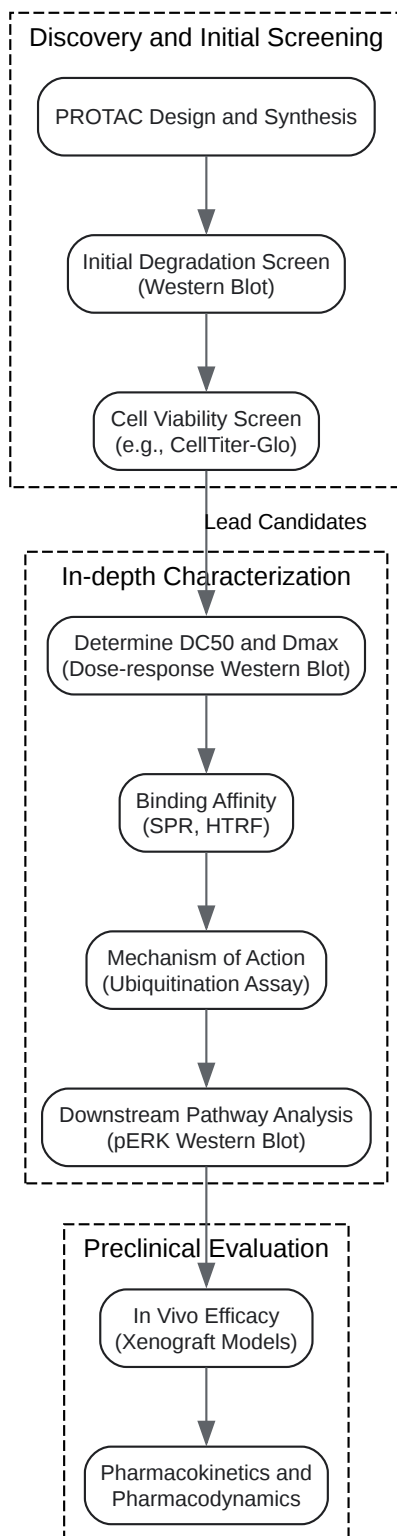 Discovery and Initial Screening
PROTAC Design and Synthesis
Initial Degradation Screen
(Western Blot)
Cell Viability Screen
(e.g., CellTiter-Glo)
Lead Candidates
In-depth Characterization
Determine DC50 and Dmax
(Dose-response Western Blot)
Binding Affinity
(SPR, HTRF)
Mechanism of Action
(Ubiquitination Assay)
Downstream Pathway Analysis
(pERK Western Blot)
Preclinical Evaluation
In Vivo Efficacy
(Xenograft Models)
Pharmacokinetics and
Pharmacodynamics